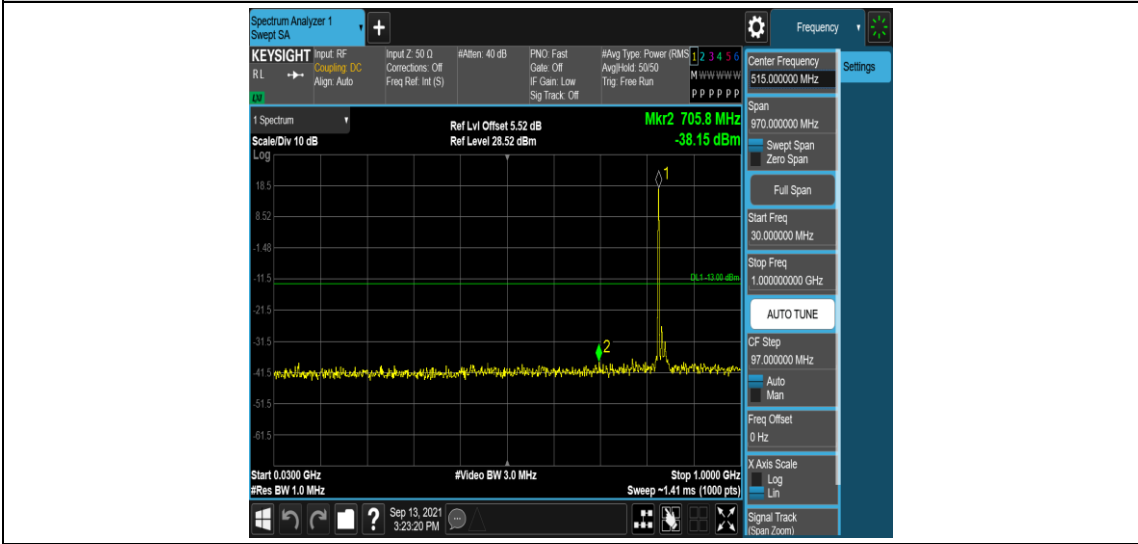 Spectrum Analyzer 1
Swept SA
+
Frequency
KEYSIGHT
RL
LM
Input: RF
Coupling: DC
Align: Auto
Input Z: 50 Ω
Corrections: Off
Freq Ref: Int (S)
#Atten: 40 dB
PNO: Fast
Gate: Off
IF Gain: Low
Sig Track: Off
#Avg Type: Power (RMS
Avg|Hold: 50/50
Trig: Free Run
1 2 3 4 5 6
M W W W W W
P P P P P P
1 Spectrum
Scale/Div 10 dB
Log
Ref Lvl Offset 5.52 dB
Ref Level 28.52 dBm
Mkr2 705.8 MHz
-38.15 dBm
1
18.5
8.52
-1.48
-11.5
DL1 -13.00 dBm
-21.5
-31.5
2
-41.5
-51.5
-61.5
Start 0.0300 GHz
#Res BW 1.0 MHz
#Video BW 3.0 MHz
Stop 1.0000 GHz
Sweep ~1.41 ms (1000 pts)
?
Sep 13, 2021
3:23:20 PM
Center Frequency
515.000000 MHz
Settings
Span
970.000000 MHz
Swept Span
Zero Span
Full Span
Start Freq
30.000000 MHz
Stop Freq
1.000000000 GHz
AUTO TUNE
CF Step
97.000000 MHz
Auto
Man
Freq Offset
0 Hz
X Axis Scale
Log
Lin
Signal Track
(Span Zoom)